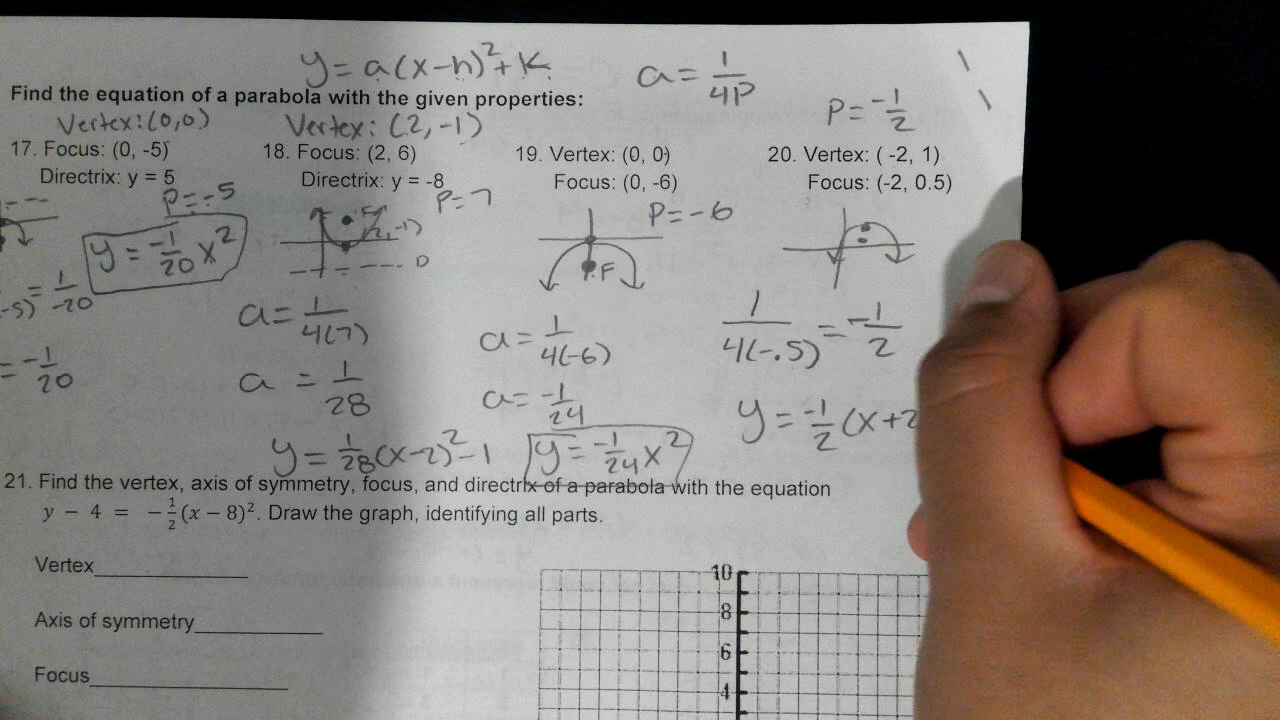 y = a(x-h)²+k
a = 1/4P
Find the equation of a parabola with the given properties:
Vertex:(0,0)
17. Focus: (0, -5)
Directrix: y = 5
P=-5
y = -1/20 x²
-5) = 1/-20
= -1/20
Vertex: (2,-1)
18. Focus: (2, 6)
Directrix: y = -8
P=7
F
(2,-1)
D
a = 1/4(7)
a = 1/28
y = 1/28(x-2)²-1
19. Vertex: (0, 0)
Focus: (0, -6)
P=-6
F
a = 1/4(-6)
a = -1/24
y = -1/24 x²
P = -1/2
20. Vertex: ( -2, 1)
Focus: (-2, 0.5)
1/4(-.5) = -1/2
y = -1/2 (x+2
21. Find the vertex, axis of symmetry, focus, and directrix of a parabola with the equation
y − 4 = −1/2(x − 8)². Draw the graph, identifying all parts.
Vertex
Axis of symmetry
Focus
10
8
6
4